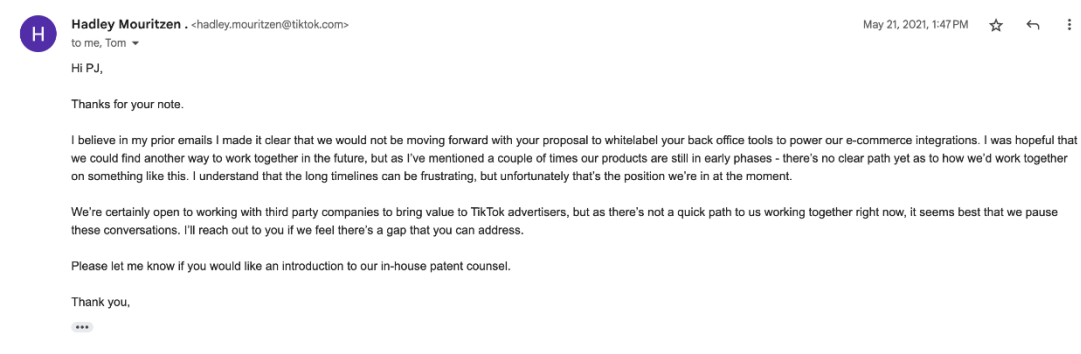 H
Hadley Mouritzen . <hadley.mouritzen@tiktok.com>
May 21, 2021, 1:47 PM
to me, Tom
Hi PJ,
Thanks for your note.
I believe in my prior emails I made it clear that we would not be moving forward with your proposal to whitelabel your back office tools to power our e-commerce integrations. I was hopeful that
we could find another way to work together in the future, but as I've mentioned a couple of times our products are still in early phases - there's no clear path yet as to how we'd work together
on something like this. I understand that the long timelines can be frustrating, but unfortunately that's the position we're in at the moment.
We're certainly open to working with third party companies to bring value to TikTok advertisers, but as there's not a quick path to us working together right now, it seems best that we pause
these conversations. I'll reach out to you if we feel there's a gap that you can address.
Please let me know if you would like an introduction to our in-house patent counsel.
Thank you,